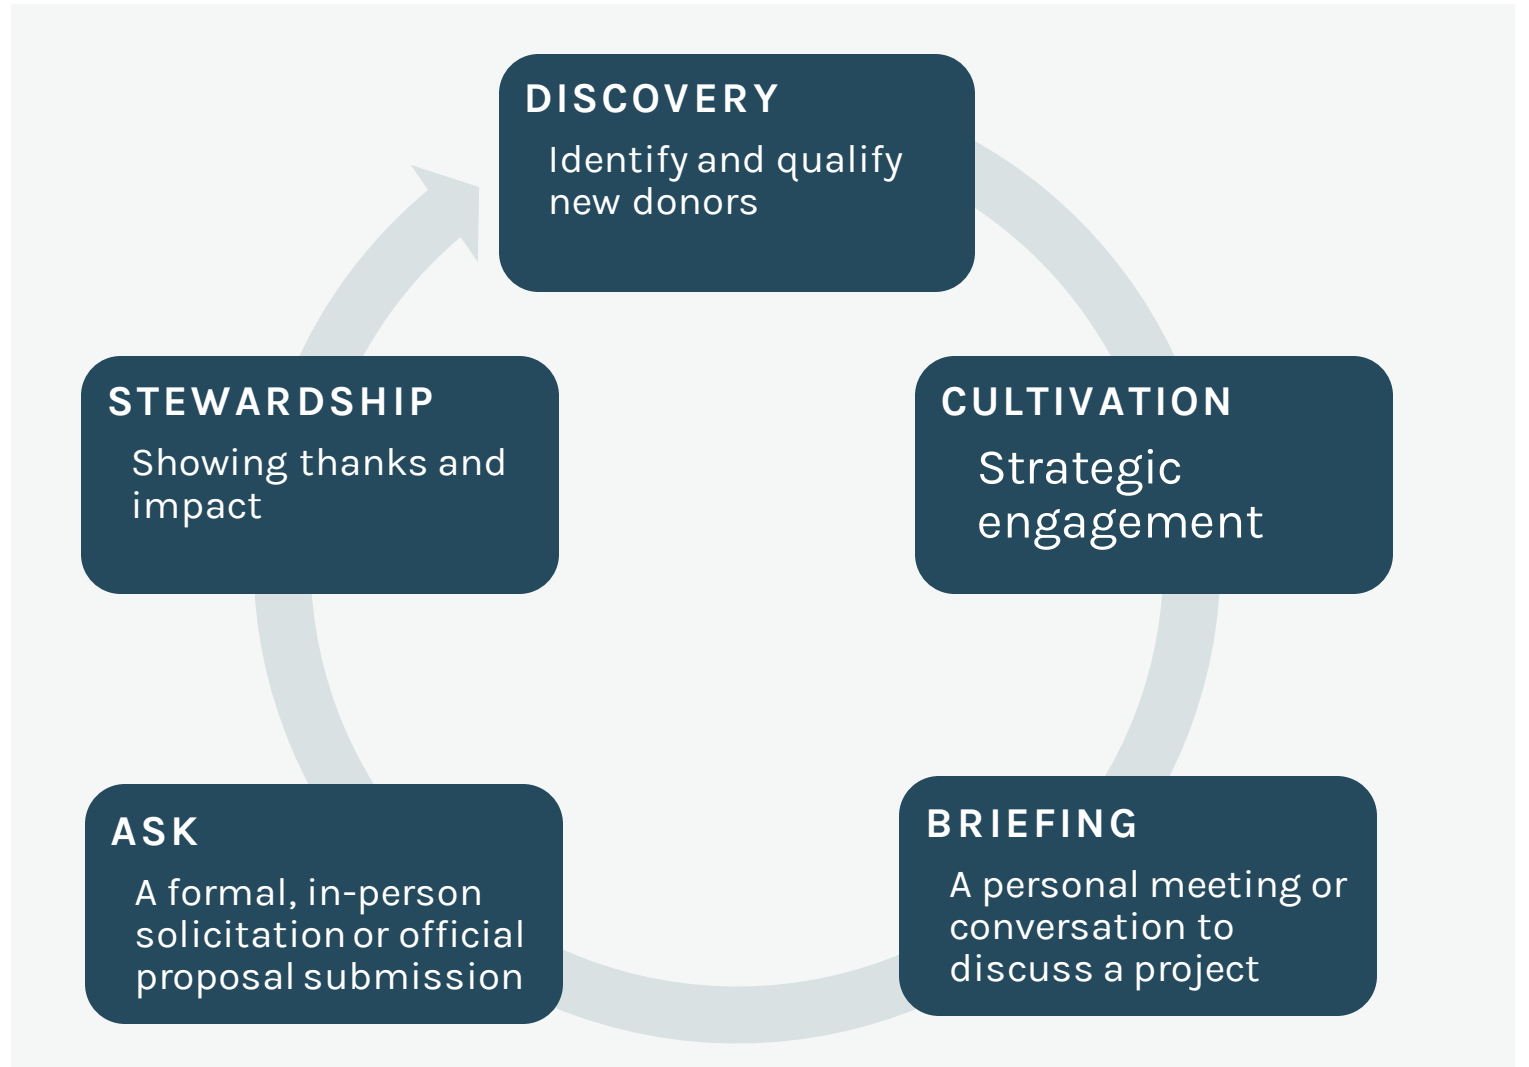 DISCOVERY
Identify and qualify
new donors
CULTIVATION
Strategic
engagement
BRIEFING
A personal meeting or
conversation to
discuss a project
ASK
A formal, in-person
solicitation or official
proposal submission
STEWARDSHIP
Showing thanks and
impact